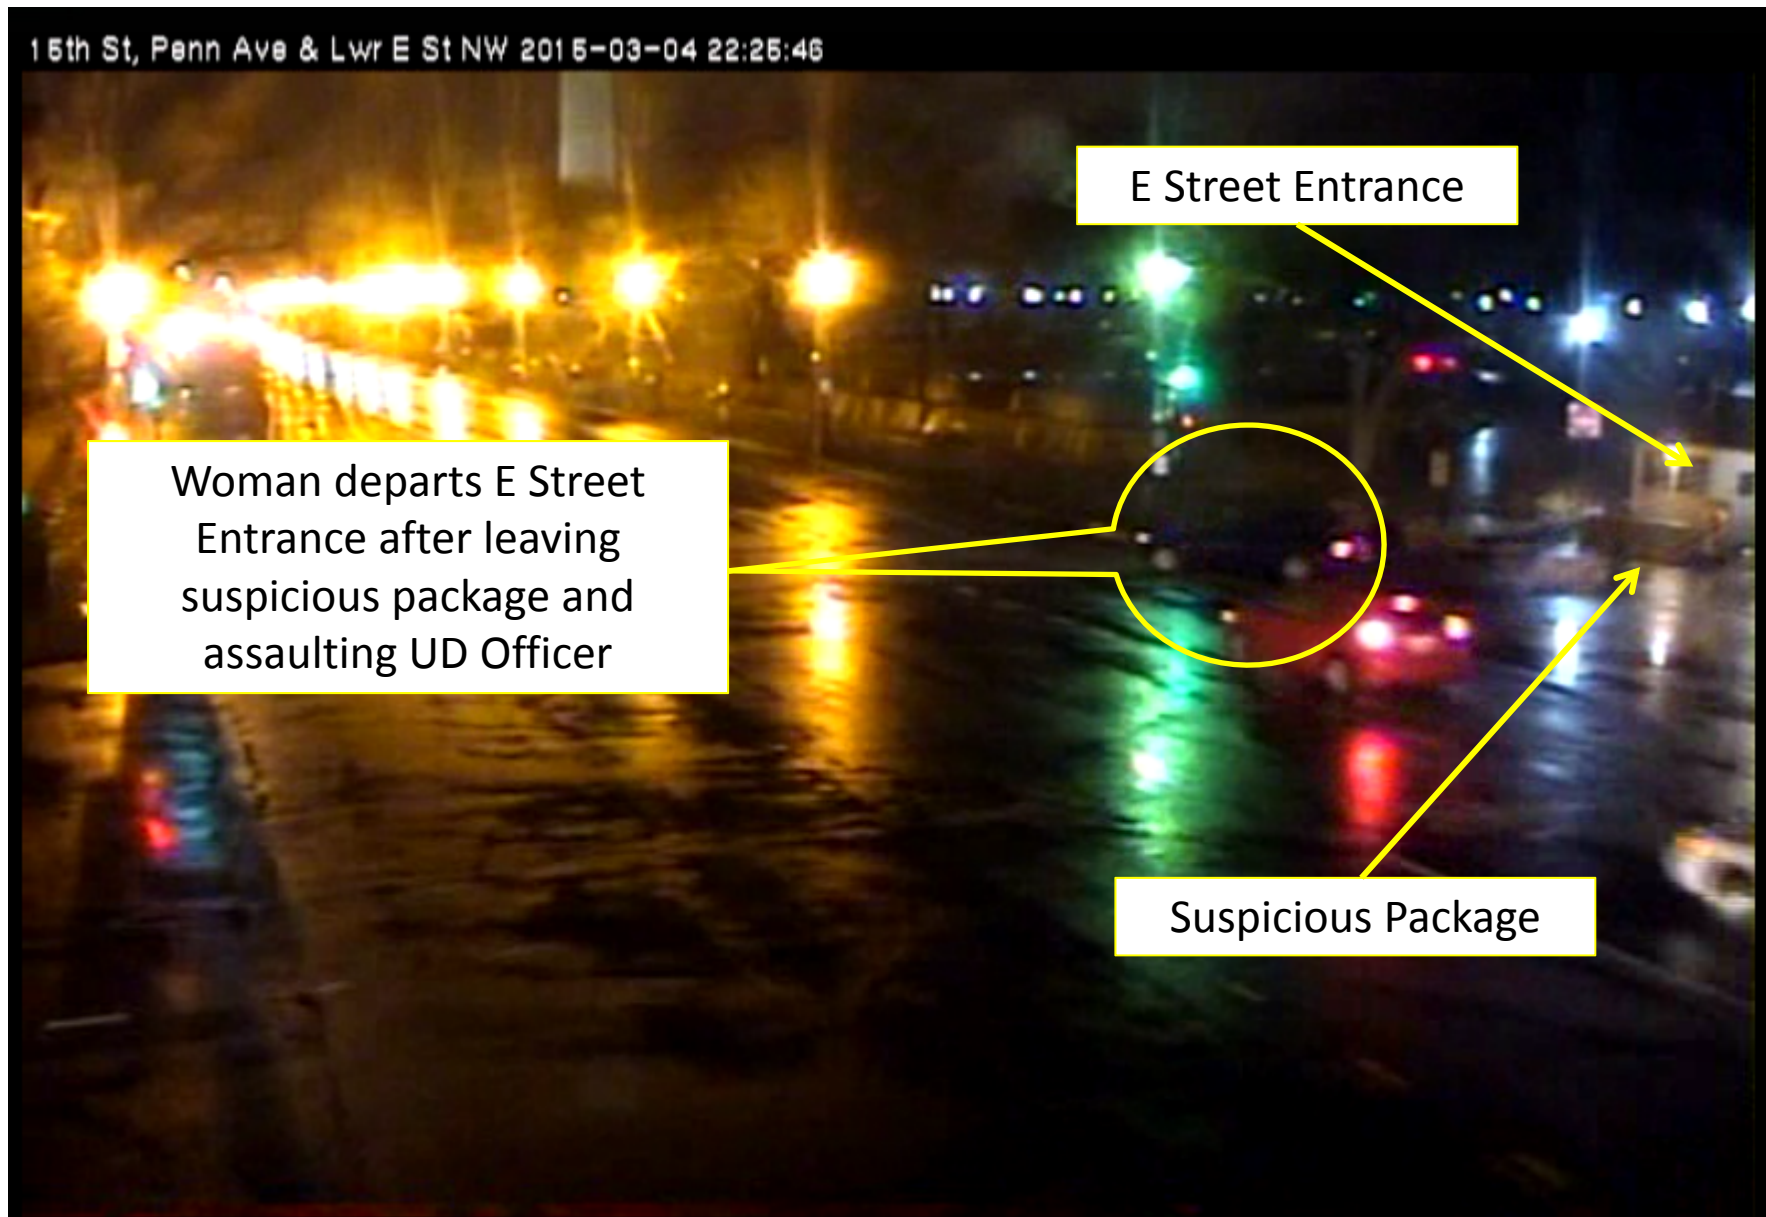 15th St, Penn Ave & Lwr E St NW 2015-03-04 22:25:46
E Street Entrance
Woman departs E Street
Entrance after leaving
suspicious package and
assaulting UD Officer
Suspicious Package